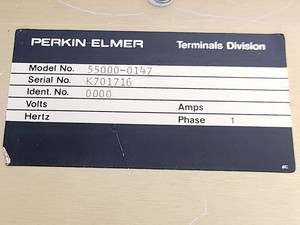 PERKIN-ELMER Terminals Division
Model No. 55000-0147
Serial No. K701716
Ident. No. 0000
Volts Amps
Hertz Phase 1